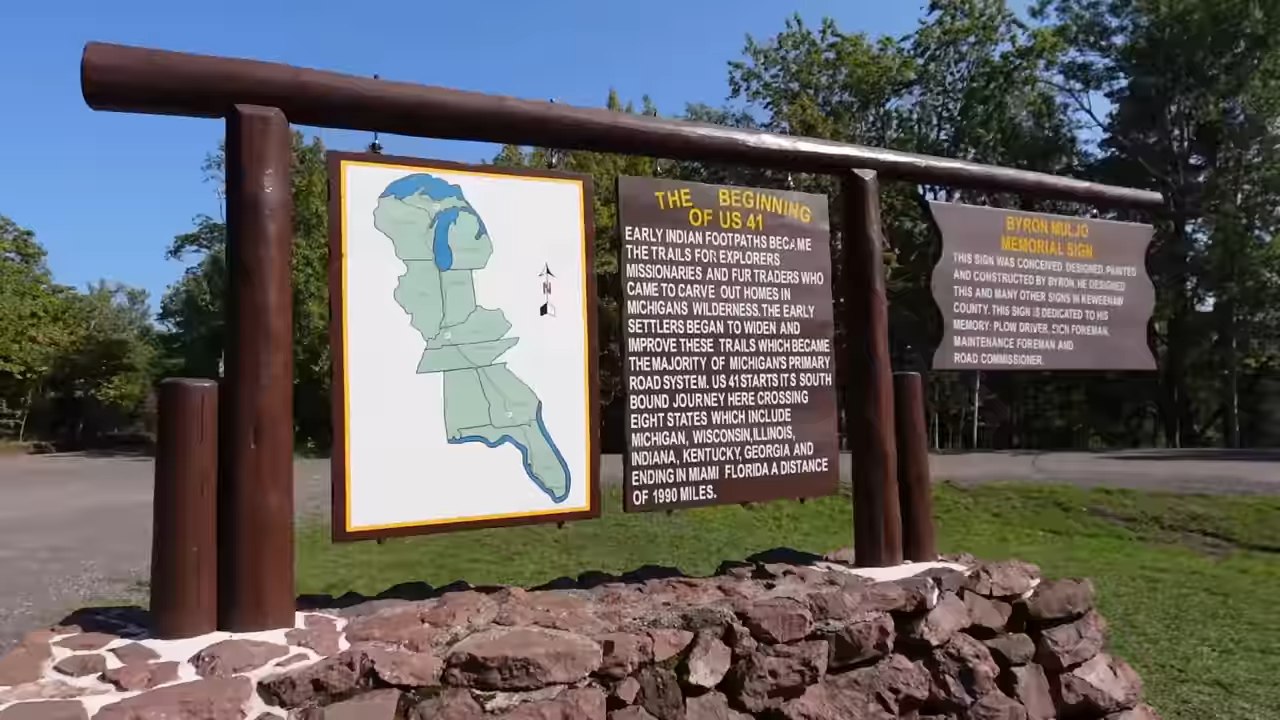 N
THE BEGINNING
OF US 41
EARLY INDIAN FOOTPATHS BECAME
THE TRAILS FOR EXPLORERS
MISSIONARIES AND FUR TRADERS WHO
CAME TO CARVE OUT HOMES IN
MICHIGANS WILDERNESS. THE EARLY
SETTLERS BEGAN TO WIDEN AND
IMPROVE THESE TRAILS WHICH BECAME
THE MAJORITY OF MICHIGAN'S PRIMARY
ROAD SYSTEM. US 41 STARTS ITS SOUTH
BOUND JOURNEY HERE CROSSING
EIGHT STATES WHICH INCLUDE
MICHIGAN, WISCONSIN, ILLINOIS,
INDIANA, KENTUCKY, GEORGIA AND
ENDING IN MIAMI FLORIDA A DISTANCE
OF 1990 MILES.
BYRON MULJO
MEMORIAL SIGN
THIS SIGN WAS CONCEIVED, DESIGNED, PAINTED
AND CONSTRUCTED BY BYRON. HE DESIGNED
THIS AND MANY OTHER SIGNS IN KEWEENAW
COUNTY. THIS SIGN IS DEDICATED TO HIS
MEMORY: PLOW DRIVER, SIGN FOREMAN,
MAINTENANCE FOREMAN AND
ROAD COMMISSIONER.